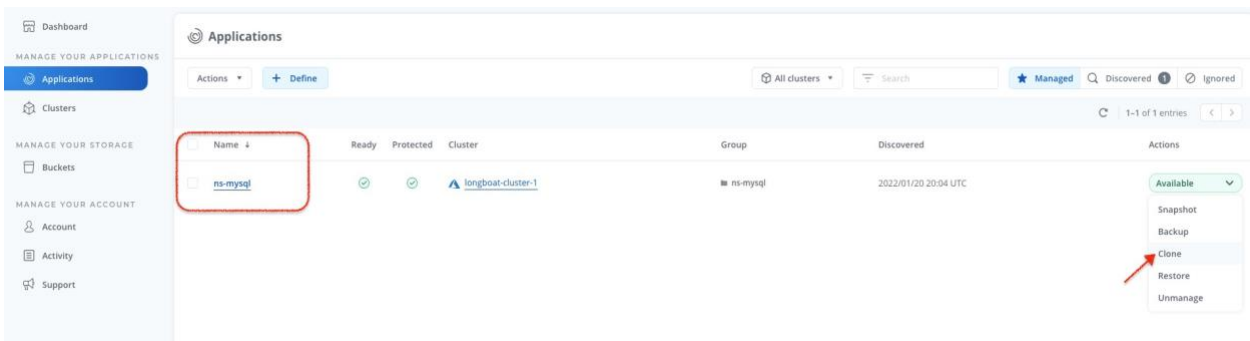 Dashboard
MANAGE YOUR APPLICATIONS
Applications
Clusters
MANAGE YOUR STORAGE
Buckets
MANAGE YOUR ACCOUNT
Account
Activity
Support
Applications
Actions
+ Define
All clusters
Search
Managed
Discovered 1
Ignored
1-1 of 1 entries
Name Ready Protected Cluster Group Discovered Actions
ns-mysql longboat-cluster-1 ns-mysql 2022/01/20 20:04 UTC Available
Snapshot
Backup
Clone
Restore
Unmanage